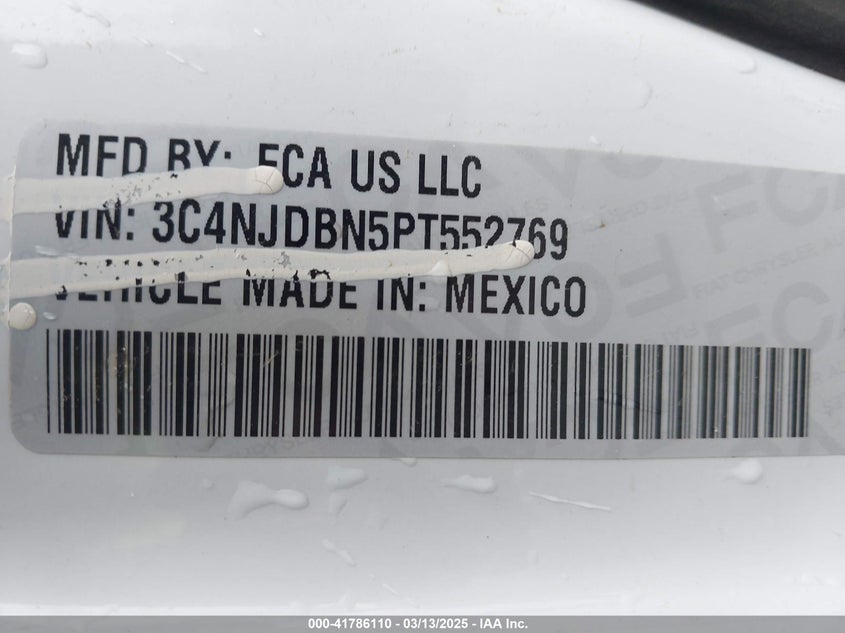 MFD BY: FCA US LLC
VIN: 3C4NJDBN5PT552769
VEHICLE MADE IN: MEXICO
000-41786110 — 03/13/2025 — IAA Inc.